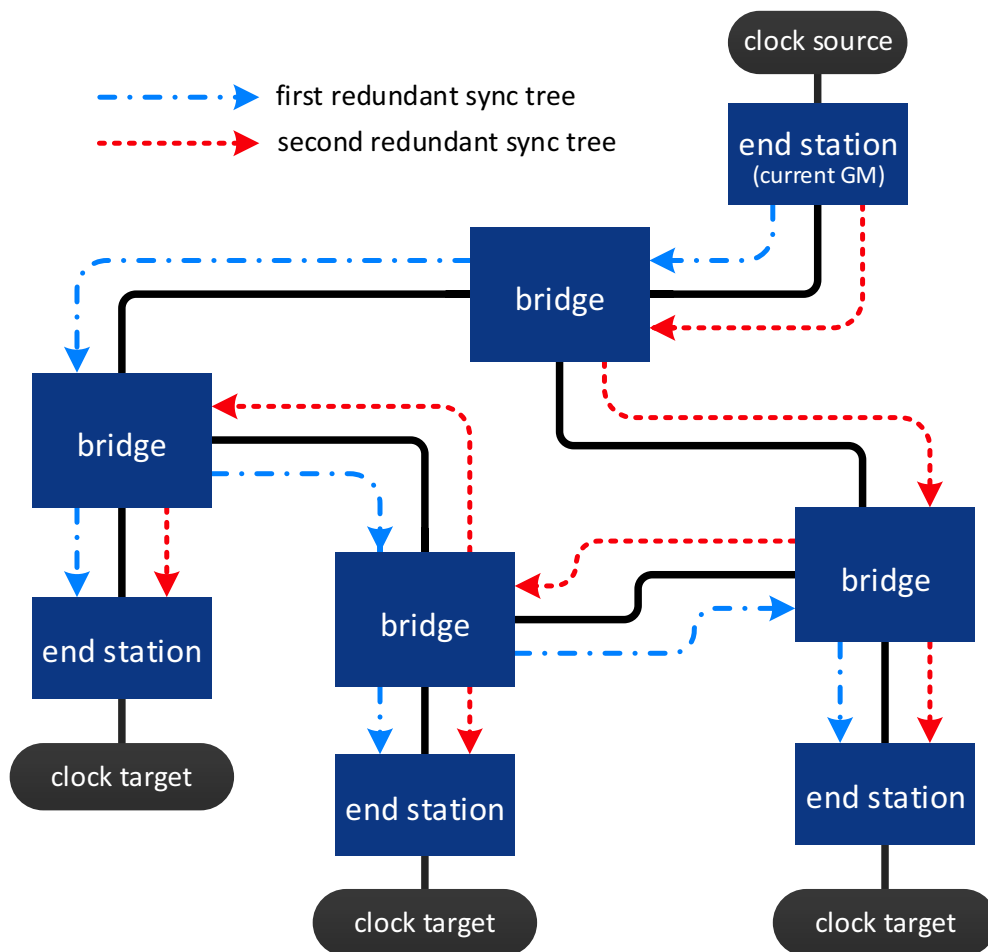 clock source
first redundant sync tree
second redundant sync tree
end station
(current GM)
bridge
bridge
bridge
bridge
end station
end station
end station
clock target
clock target
clock target